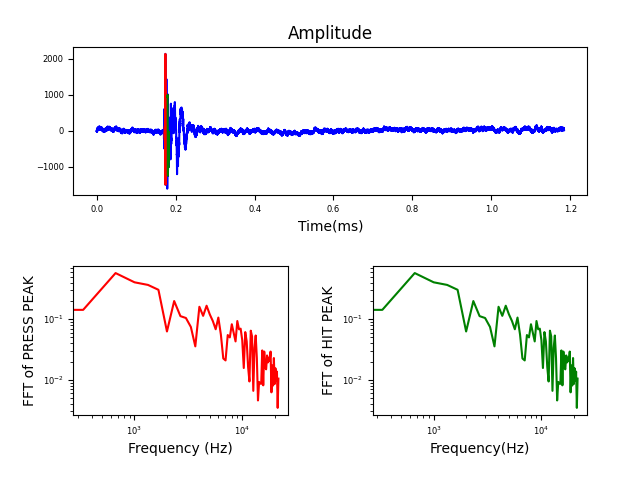 Amplitude
2000
1000
0
−1000
0.0 0.2 0.4 0.6 0.8 1.0 1.2
Time(ms)
FFT of PRESS PEAK
10⁻¹
10⁻²
10³ 10⁴
Frequency (Hz)
FFT of HIT PEAK
10⁻¹
10⁻²
10³ 10⁴
Frequency(Hz)